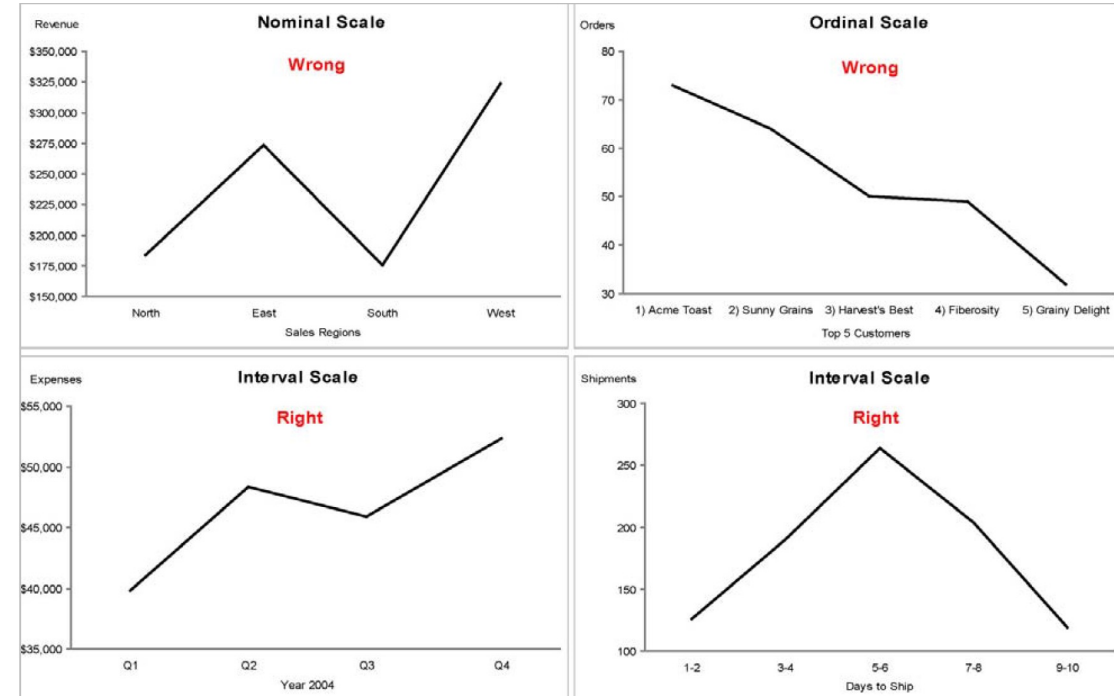 Nominal Scale
Revenue
Wrong
$350,000
$325,000
$300,000
$275,000
$250,000
$225,000
$200,000
$175,000
$150,000
North East South West
Sales Regions
Ordinal Scale
Orders
Wrong
80
70
60
50
40
30
1) Acme Toast 2) Sunny Grains 3) Harvest's Best 4) Fiberosity 5) Grainy Delight
Top 5 Customers
Interval Scale
Expenses
Right
$55,000
$50,000
$45,000
$40,000
$35,000
Q1 Q2 Q3 Q4
Year 2004
Interval Scale
Shipments
Right
300
250
200
150
100
1-2 3-4 5-6 7-8 9-10
Days to Ship